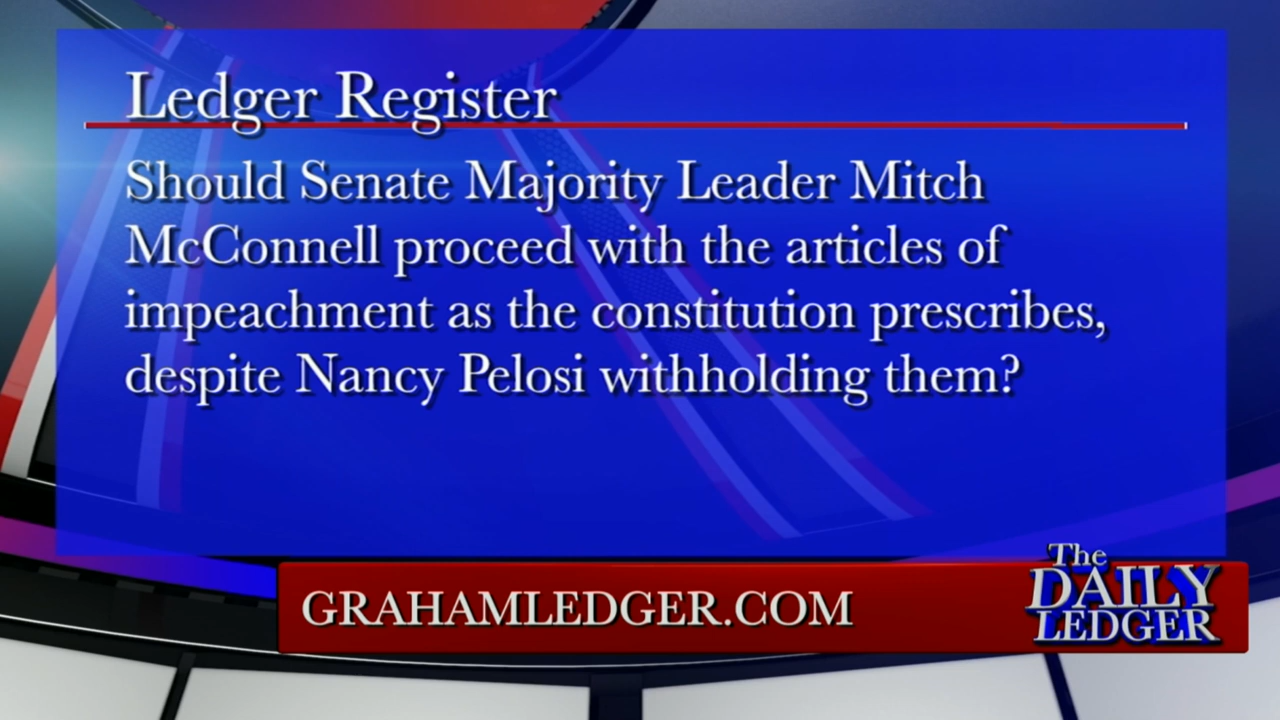 Ledger Register
Should Senate Majority Leader Mitch
McConnell proceed with the articles of
impeachment as the constitution prescribes,
despite Nancy Pelosi withholding them?
GRAHAMLEDGER.COM
The
DAILY
LEDGER